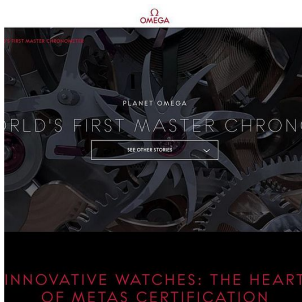 Ω
OMEGA
FIRST MASTER CHRONOMETER
PLANET OMEGA
ORLD'S FIRST MASTER CHRONO
SEE OTHER STORIES
INNOVATIVE WATCHES: THE HEART
OF METAS CERTIFICATION